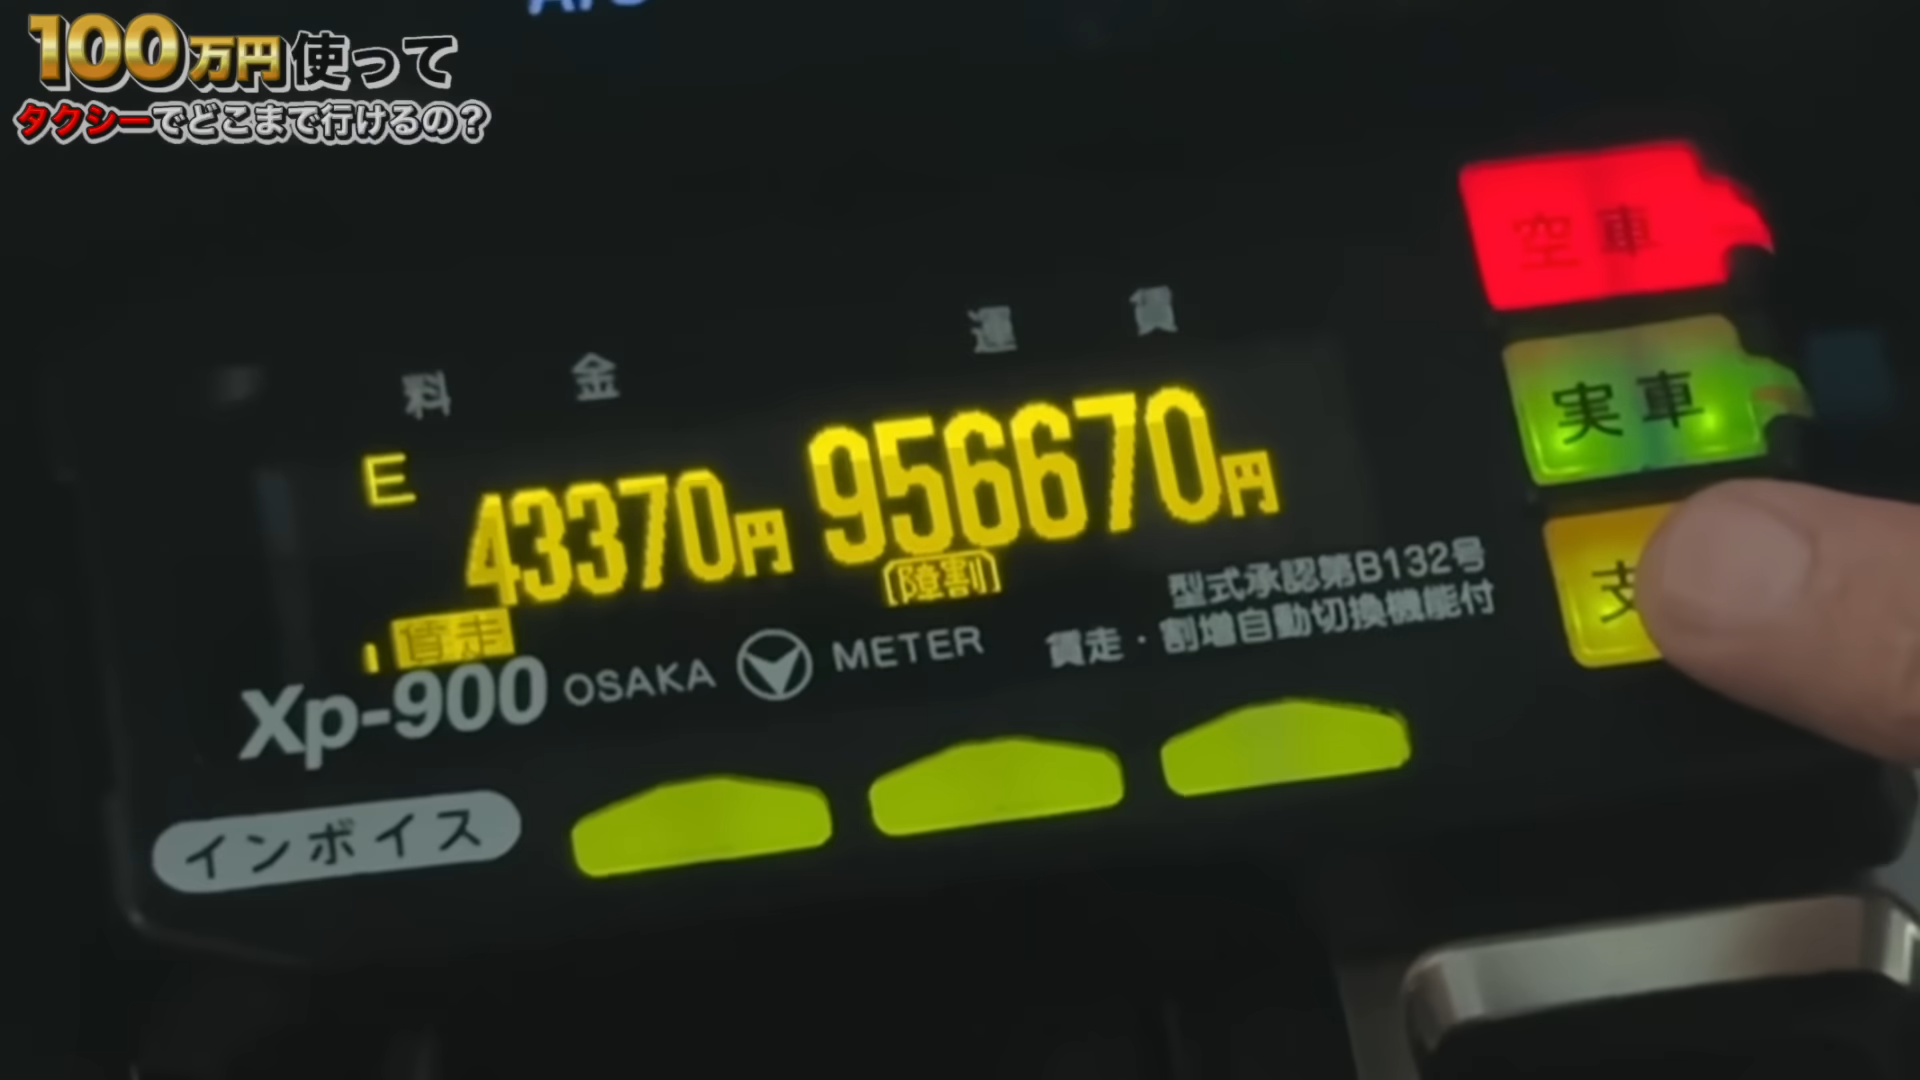 100万円使って
タクシーでどこまで行けるの？
空車
運賃
料金
実車
E
43370円 956670円
障割
型式承認第B132号
賃走・割増自動切換機能付
賃走
支
Xp-900 OSAKA METER
インボイス